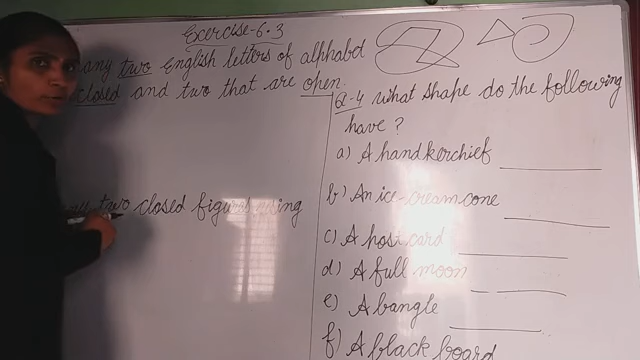 Exercise-6.3
any two English letters of alphabet
closed and two that are open.
two closed figures using
Q-4 What shape do the following
have?
a) A handkerchief
b) An ice-cream cone
c) A post card
d) A full moon
e) A bangle
f) A black board